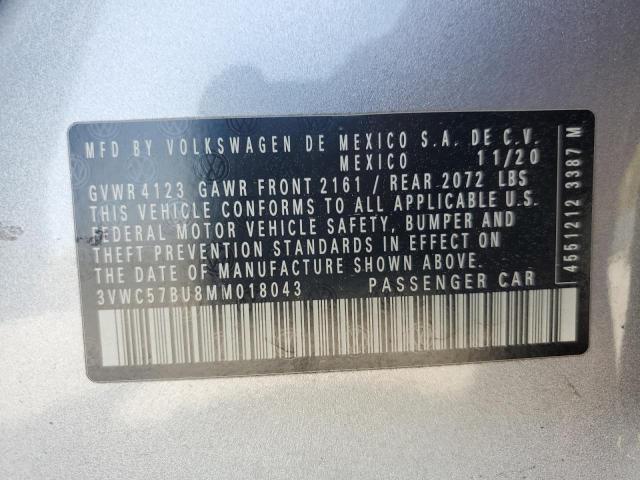 MFD BY VOLKSWAGEN DE MEXICO S.A. DE C.V.
MEXICO 11/20
GVWR 4123 GAWR FRONT 2161 / REAR 2072 LBS
THIS VEHICLE CONFORMS TO ALL APPLICABLE U.S.
FEDERAL MOTOR VEHICLE SAFETY, BUMPER AND
THEFT PREVENTION STANDARDS IN EFFECT ON
THE DATE OF MANUFACTURE SHOWN ABOVE.
3VWC57BU8MM018043 PASSENGER CAR
4551212 3387 M